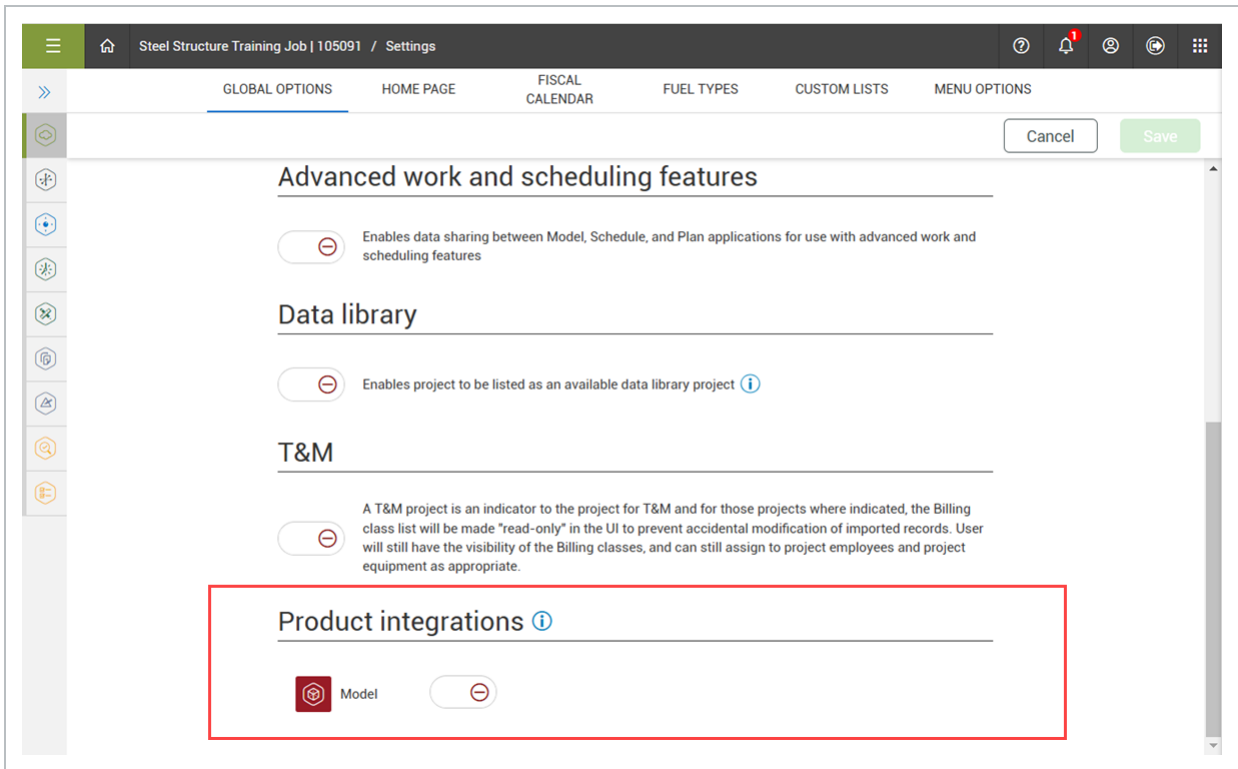 Steel Structure Training Job | 105091 / Settings
1
GLOBAL OPTIONS
HOME PAGE
FISCAL
CALENDAR
FUEL TYPES
CUSTOM LISTS
MENU OPTIONS
Cancel
Save
Advanced work and scheduling features
Enables data sharing between Model, Schedule, and Plan applications for use with advanced work and
scheduling features
Data library
Enables project to be listed as an available data library project
T&M
A T&M project is an indicator to the project for T&M and for those projects where indicated, the Billing
class list will be made "read-only" in the UI to prevent accidental modification of imported records. User
will still have the visibility of the Billing classes, and can still assign to project employees and project
equipment as appropriate.
Product integrations
Model